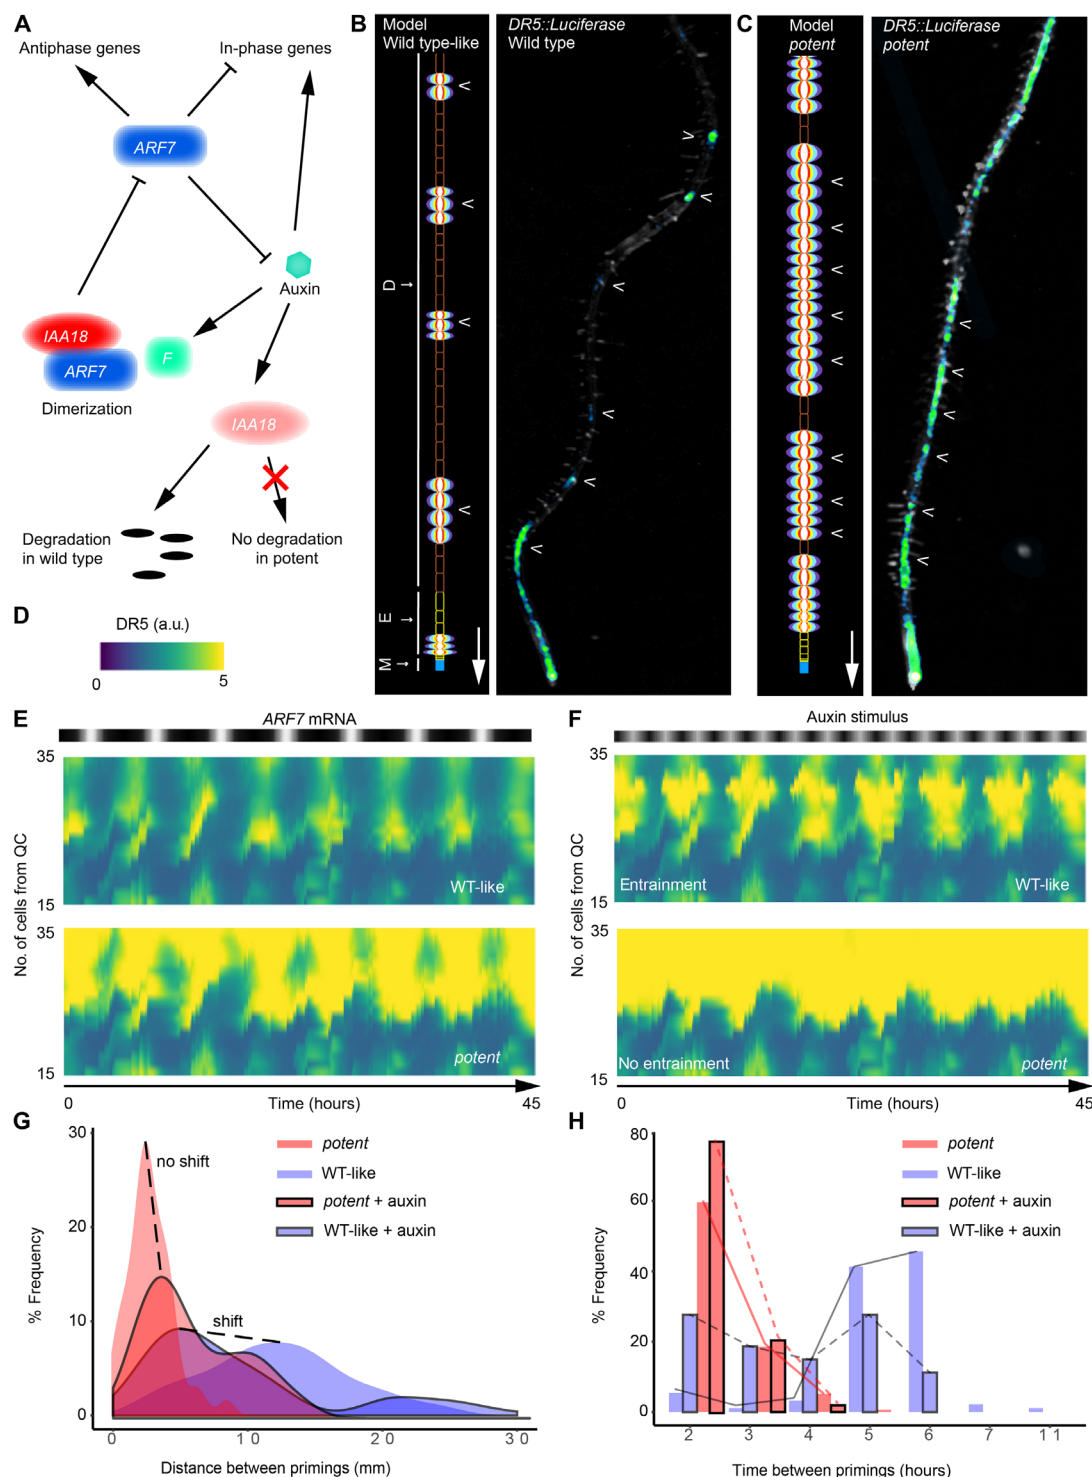 A
Antiphase genes
In-phase genes
ARF7
Auxin
IAA18
ARF7
F
Dimerization
IAA18
Degradation
in wild type
No degradation
in potent
B
Model
Wild type-like
DR5::Luciferase
Wild type
D
E
M
C
Model
potent
DR5::Luciferase
potent
D
DR5 (a.u.)
0
5
E
ARF7 mRNA
35
WT-like
15
35
potent
15
No. of cells from QC
0
Time (hours)
45
F
Auxin stimulus
35
Entrainment
WT-like
15
35
No entrainment
potent
15
No. of cells from QC
0
Time (hours)
45
G
30
20
10
0
% Frequency
no shift
shift
potent
WT-like
potent + auxin
WT-like + auxin
0
10
20
30
Distance between primings (mm)
H
80
60
40
20
0
% Frequency
potent
WT-like
potent + auxin
WT-like + auxin
2
3
4
5
6
7
11
Time between primings (hours)